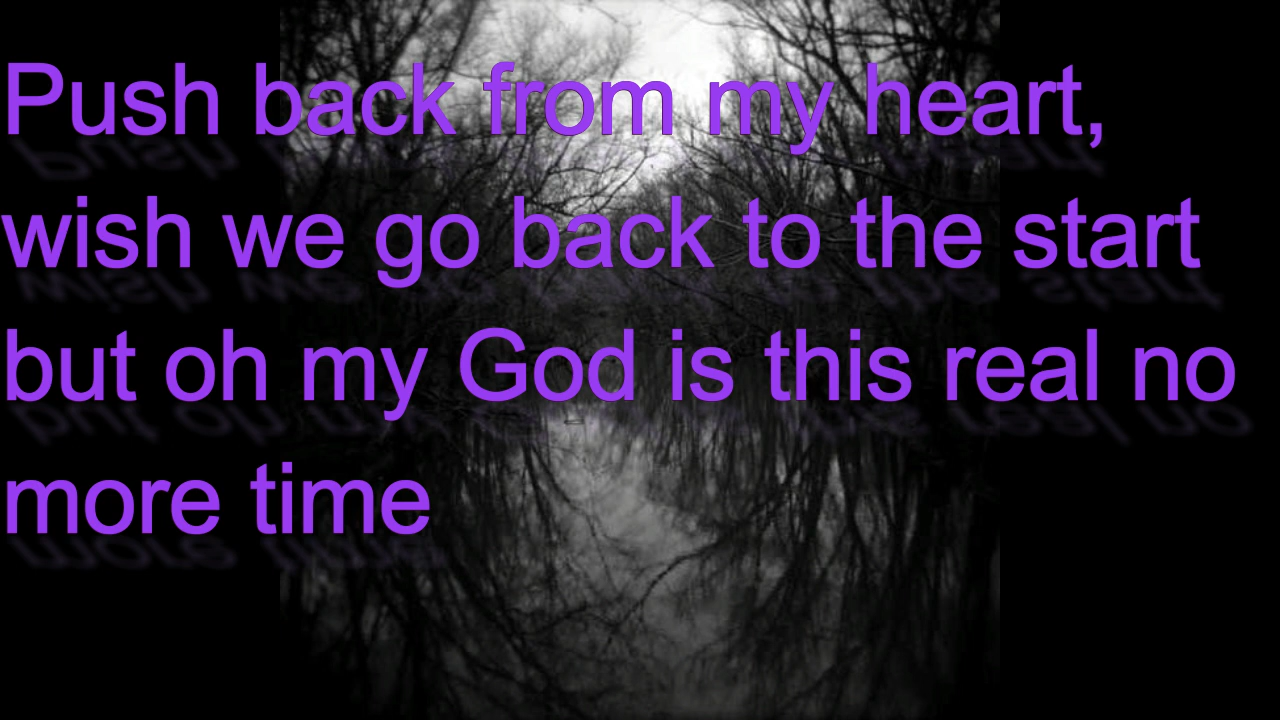 Push back from my heart,
wish we go back to the start
but oh my God is this real no
more time